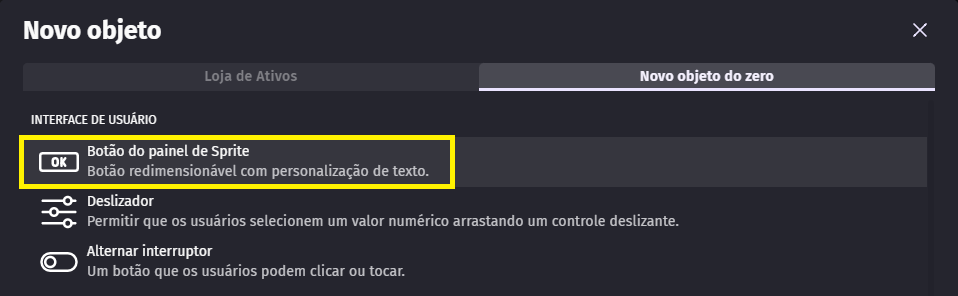 Novo objeto
Loja de Ativos
Novo objeto do zero
INTERFACE DE USUÁRIO
OK
Botão do painel de Sprite
Botão redimensionável com personalização de texto.
Deslizador
Permitir que os usuários selecionem um valor numérico arrastando um controle deslizante.
Alternar interruptor
Um botão que os usuários podem clicar ou tocar.